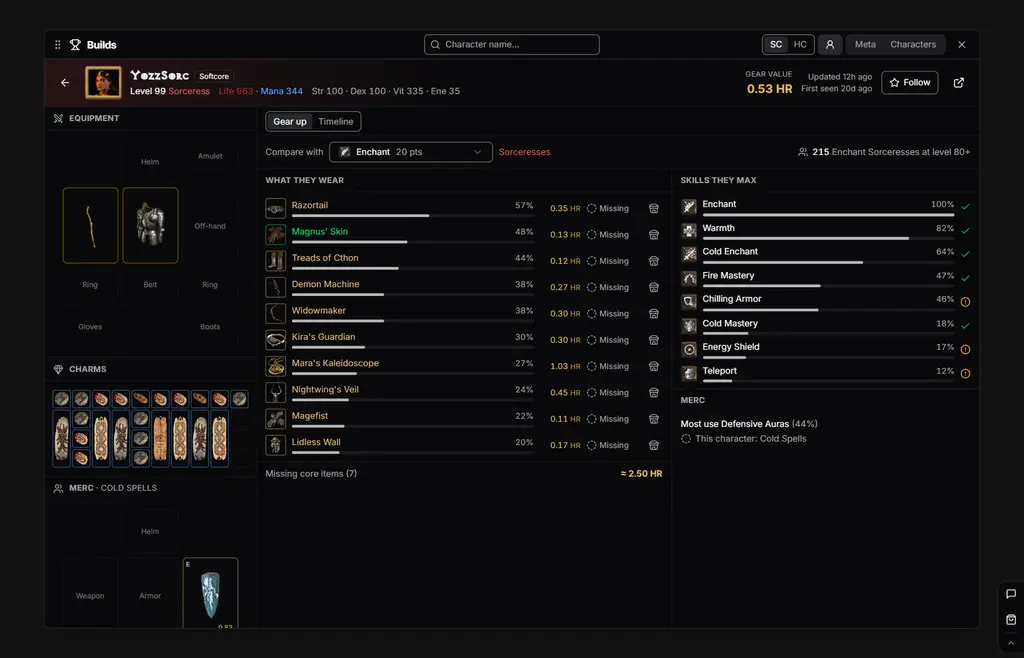 Builds
Character name...
SC HC
Meta Characters
YozzSorc Softcore
Level 99 Sorceress · Life 963 · Mana 344 Str 100 · Dex 100 · Vit 335 · Ene 35
GEAR VALUE
0.53 HR
Updated 12h ago
First seen 20d ago
Follow
EQUIPMENT
Helm
Amulet
Off-hand
Ring
Belt
Ring
Gloves
Boots
CHARMS
MERC · COLD SPELLS
Helm
Weapon
Armor
E
0.53
Gear up Timeline
Compare with Enchant 20 pts Sorceresses
215 Enchant Sorceresses at level 80+
WHAT THEY WEAR
Razortail 57% 0.35 HR Missing
Magnus' Skin 48% 0.13 HR Missing
Treads of Cthon 44% 0.12 HR Missing
Demon Machine 38% 0.27 HR Missing
Widowmaker 38% 0.30 HR Missing
Kira's Guardian 30% 0.30 HR Missing
Mara's Kaleidoscope 27% 1.03 HR Missing
Nightwing's Veil 24% 0.45 HR Missing
Magefist 22% 0.11 HR Missing
Lidless Wall 20% 0.17 HR Missing
Missing core items (7) ≈ 2.50 HR
SKILLS THEY MAX
Enchant 100%
Warmth 82%
Cold Enchant 64%
Fire Mastery 47%
Chilling Armor 46%
Cold Mastery 18%
Energy Shield 17%
Teleport 12%
MERC
Most use Defensive Auras (44%)
This character: Cold Spells